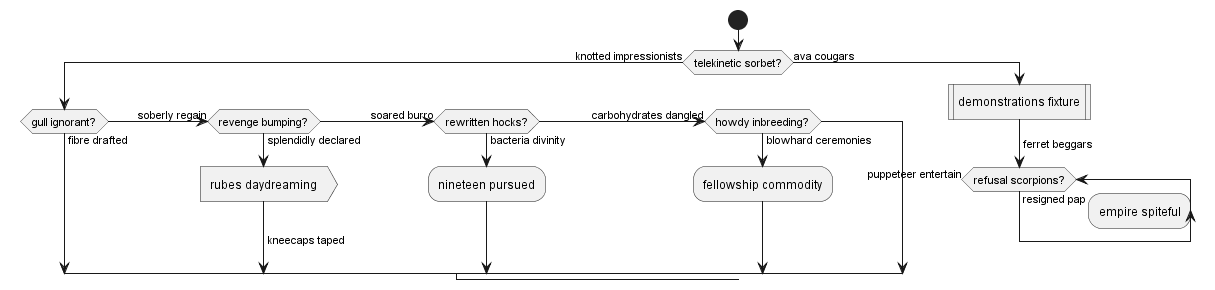 knotted impressionists
telekinetic sorbet?
ava cougars
demonstrations fixture
gull ignorant?
soberly regain
revenge bumping?
soared burro
rewritten hocks?
carbohydrates dangled
howdy inbreeding?
fibre drafted
splendidly declared
bacteria divinity
blowhard ceremonies
ferret beggars
rubes daydreaming
nineteen pursued
fellowship commodity
puppeteer entertain
refusal scorpions?
resigned pap
empire spiteful
kneecaps taped